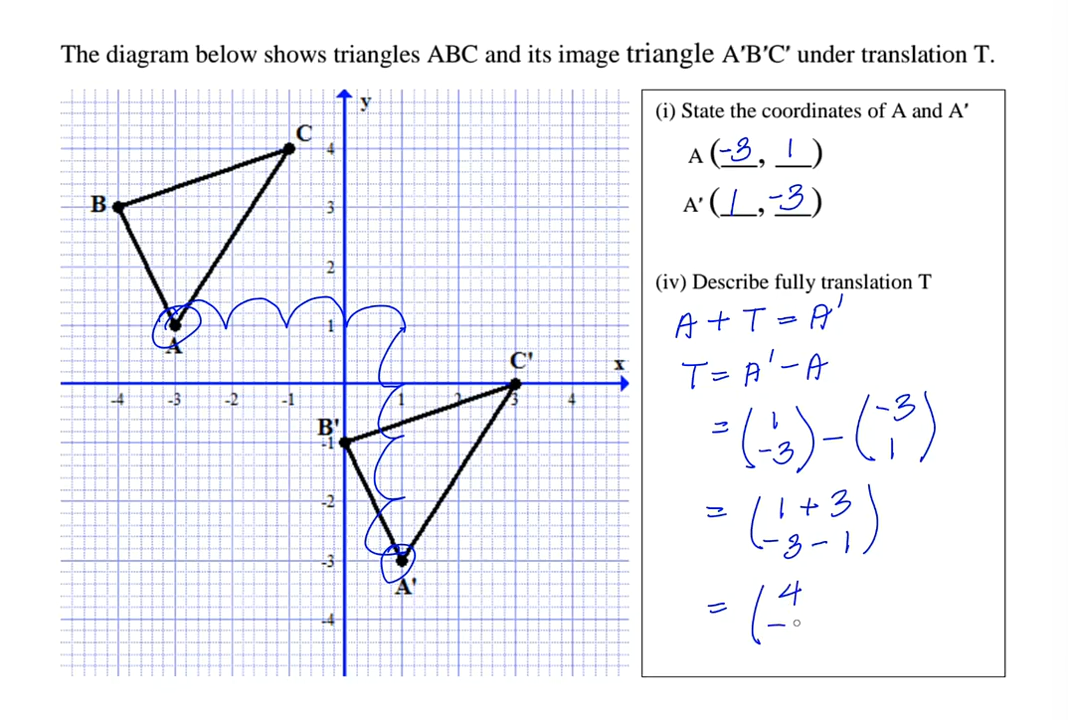 The diagram below shows triangles ABC and its image triangle A'B'C' under translation T.
y
C
4
B
3
2
1
A
C'
x
-4 -3 -2 -1 1 2 3 4
B'
-1
-2
-3
A'
-4
(i) State the coordinates of A and A'
A (-3, 1)
A' (1, -3)
(iv) Describe fully translation T
A + T = A'
T = A' - A
= (1 -3) - (-3 1)
= (1 + 3 -3 - 1)
= (4 -